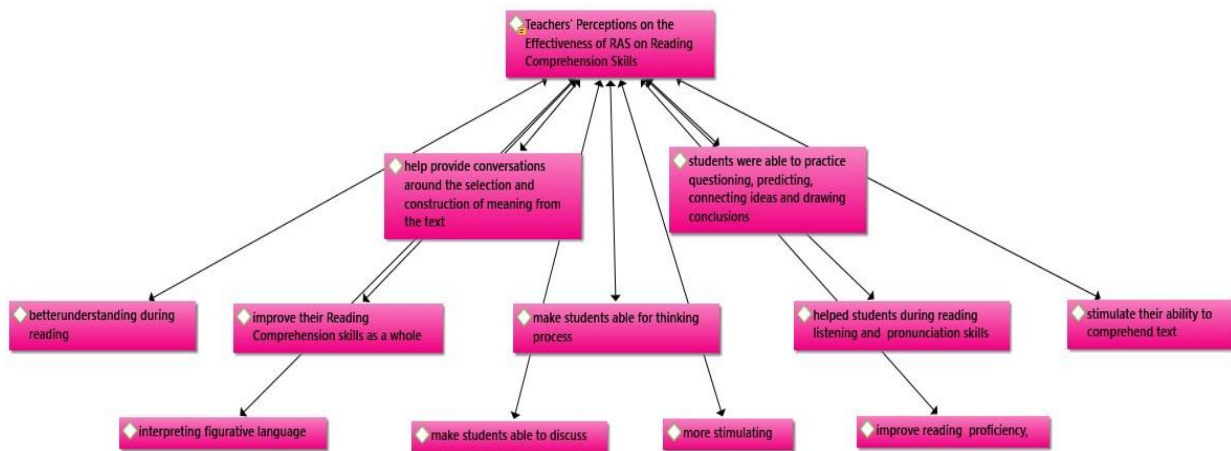 Teachers' Perceptions on the
Effectiveness of RAS on Reading
Comprehension Skills
help provide conversations
around the selection and
construction of meaning from
the text
students were able to practice
questioning, predicting,
connecting ideas and drawing
conclusions
betterunderstanding during
reading
improve their Reading
Comprehension skills as a whole
make students able for thinking
process
helped students during reading
listening and pronunciation skills
stimulate their ability to
comprehend text
interpreting figurative language
make students able to discuss
more stimulating
improve reading proficiency,